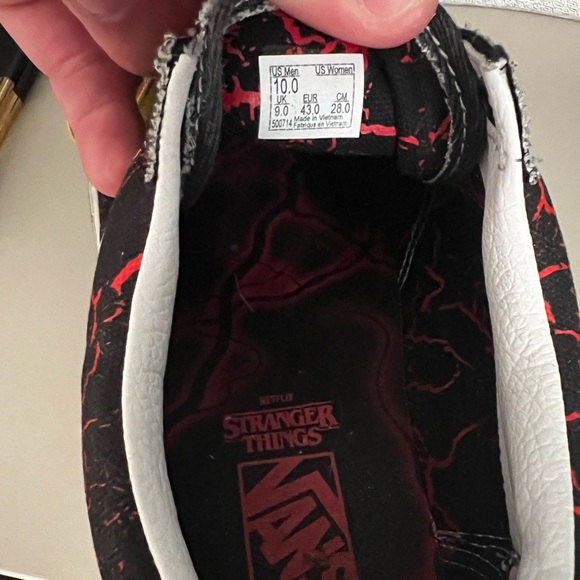 US Men US Women
10.0
UK EUR CM
9.0 43.0 28.0
500714 Made in Vietnam
Fabriqué en Vietnam
NETFLIX
STRANGER
THINGS
VANS